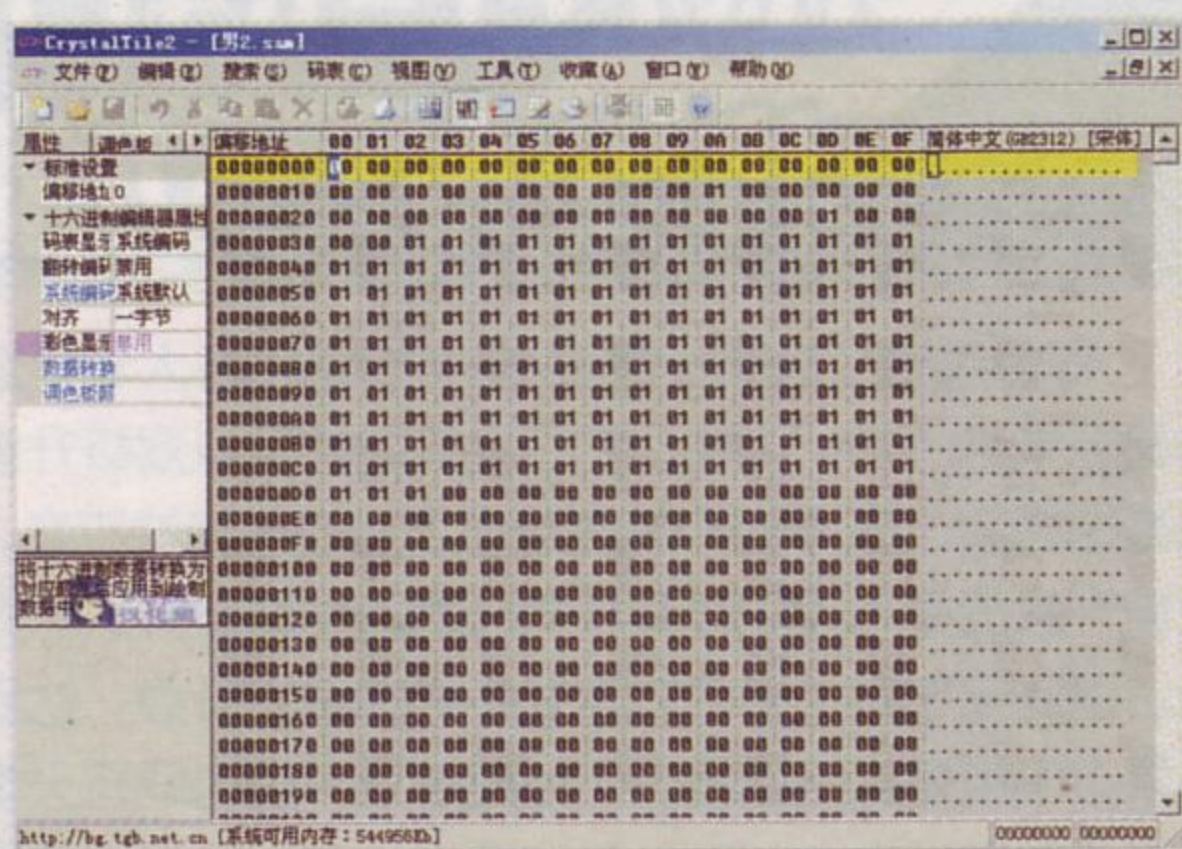 CrystalTile2 - [男2.sam]
文件(F) 编辑(E) 搜索(S) 码表(C) 视图(V) 工具(T) 收藏(A) 窗口(W) 帮助(H)
属性 调色板 偏移地址 00 01 02 03 04 05 06 07 08 09 0A 0B 0C 0D 0E 0F 简体中文(GB2312) [宋体]
标准设置 00000000 00 00 00 00 00 00 00 00 00 00 00 00 00 00 00 00 ................
偏移地址 0 00000010 00 00 00 00 00 00 00 00 00 00 01 00 00 00 00 00 ................
十六进制编辑器属性 00000020 00 00 00 00 00 00 00 00 00 00 00 00 00 01 00 00 ................
码表显示 系统编码 00000030 00 00 01 01 01 01 01 01 01 01 01 01 01 01 01 01 ................
翻转编码 禁用 00000040 01 01 01 01 01 01 01 01 01 01 01 01 01 01 01 01 ................
系统编码 系统默认 00000050 01 01 01 01 01 01 01 01 01 01 01 01 01 01 01 01 ................
对齐 一字节 00000060 01 01 01 01 01 01 01 01 01 01 01 01 01 01 01 01 ................
彩色显示 禁用 00000070 01 01 01 01 01 01 01 01 01 01 01 01 01 01 01 01 ................
数据转换 00000080 01 01 01 01 01 01 01 01 01 01 01 01 01 01 01 01 ................
调色板 00000090 01 01 01 01 01 01 01 01 01 01 01 01 01 01 01 01 ................
000000A0 01 01 01 01 01 01 01 01 01 01 01 01 01 01 01 01 ................
000000B0 01 01 01 01 01 01 01 01 01 01 01 01 01 01 01 01 ................
000000C0 01 01 01 01 01 01 01 01 01 01 01 01 01 01 01 01 ................
000000D0 01 01 01 00 00 00 00 00 00 00 00 00 00 00 00 00 ................
000000E0 00 00 00 00 00 00 00 00 00 00 00 00 00 00 00 00 ................
000000F0 00 00 00 00 00 00 00 00 00 00 00 00 00 00 00 00 ................
将十六进制数据转换为 00000100 00 00 00 00 00 00 00 00 00 00 00 00 00 00 00 00 ................
对应 应用到绘制 00000110 00 00 00 00 00 00 00 00 00 00 00 00 00 00 00 00 ................
数据中 00000120 00 00 00 00 00 00 00 00 00 00 00 00 00 00 00 00 ................
00000130 00 00 00 00 00 00 00 00 00 00 00 00 00 00 00 00 ................
00000140 00 00 00 00 00 00 00 00 00 00 00 00 00 00 00 00 ................
00000150 00 00 00 00 00 00 00 00 00 00 00 00 00 00 00 00 ................
00000160 00 00 00 00 00 00 00 00 00 00 00 00 00 00 00 00 ................
00000170 00 00 00 00 00 00 00 00 00 00 00 00 00 00 00 00 ................
00000180 00 00 00 00 00 00 00 00 00 00 00 00 00 00 00 00 ................
00000190 00 00 00 00 00 00 00 00 00 00 00 00 00 00 00 00 ................
http://bg.tgb.net.cn [系统可用内存：544956Kb] 00000000 00000000